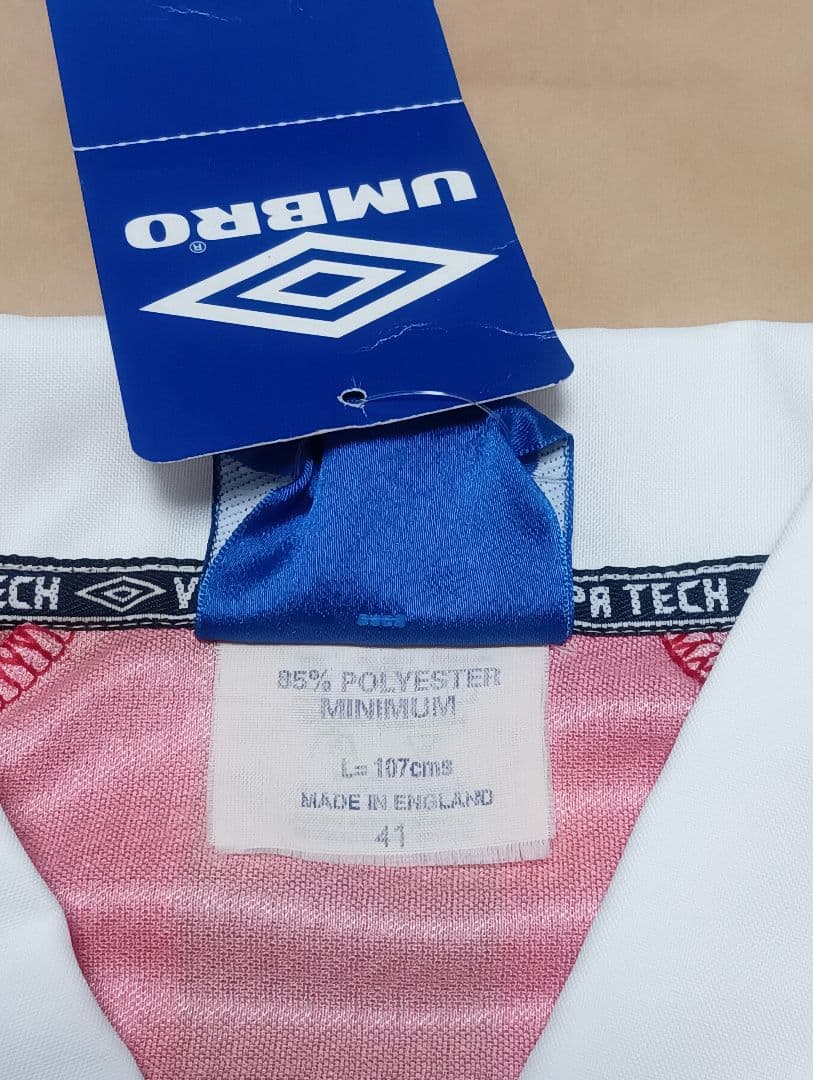 UMBRO
®
ECH V
PA TECH
85% POLYESTER
MINIMUM
L= 107cms
MADE IN ENGLAND
41